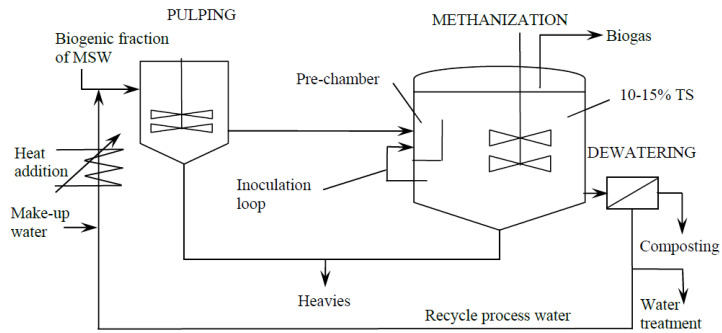 PULPING
METHANIZATION
Biogenic fraction
of MSW
Biogas
Pre-chamber
10-15% TS
Heat
addition
DEWATERING
Inoculation
loop
Make-up
water
Composting
Heavies
Recycle process water
Water
treatment